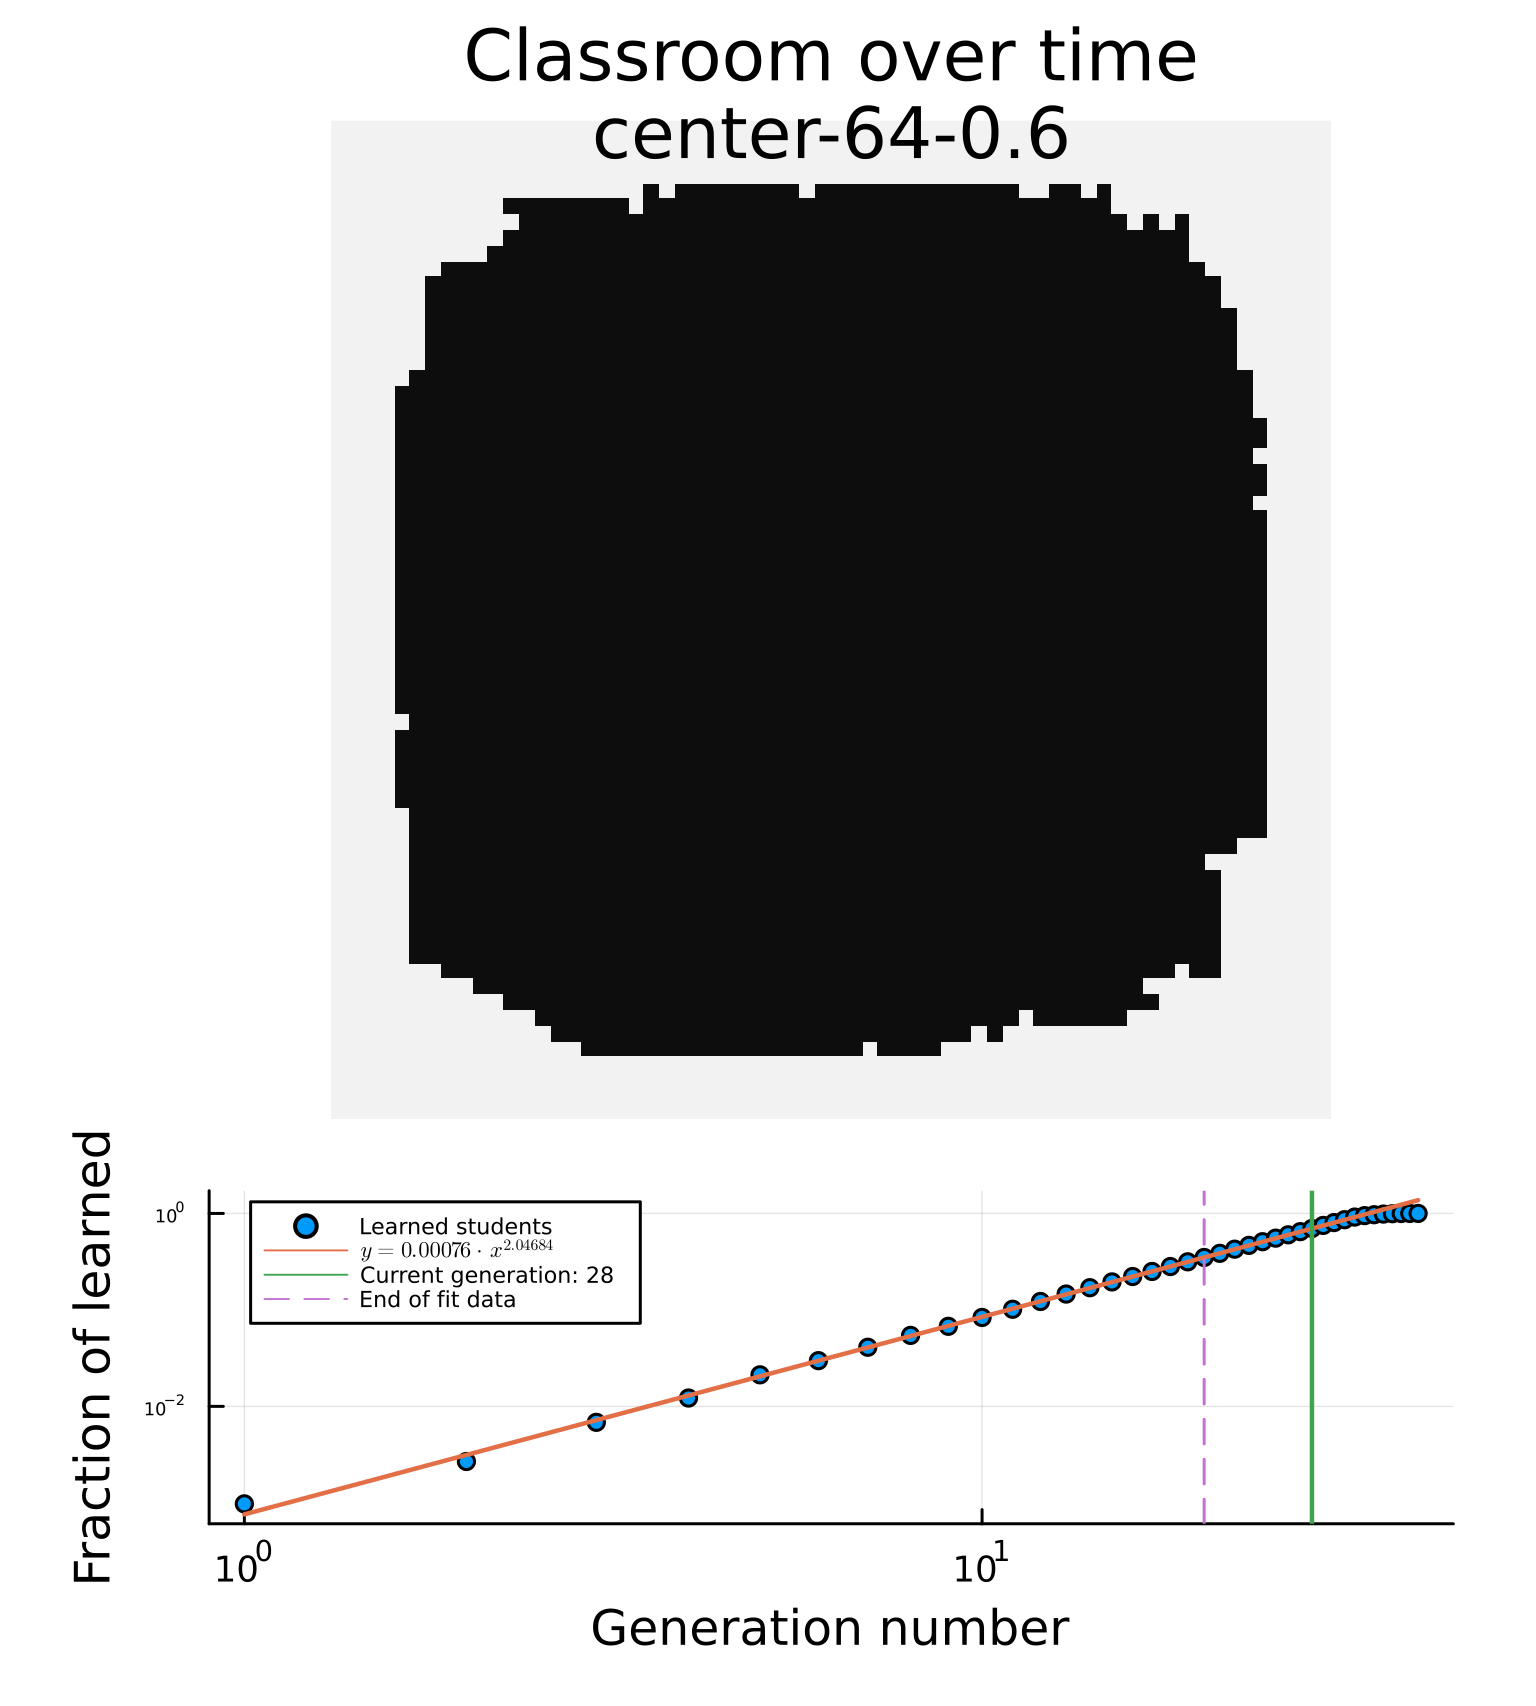 Classroom over time
center-64-0.6
Fraction of learned
10⁰
10⁻²
Learned students
y = 0.00076 · x^2.04684
Current generation: 28
End of fit data
10⁰
10¹
Generation number